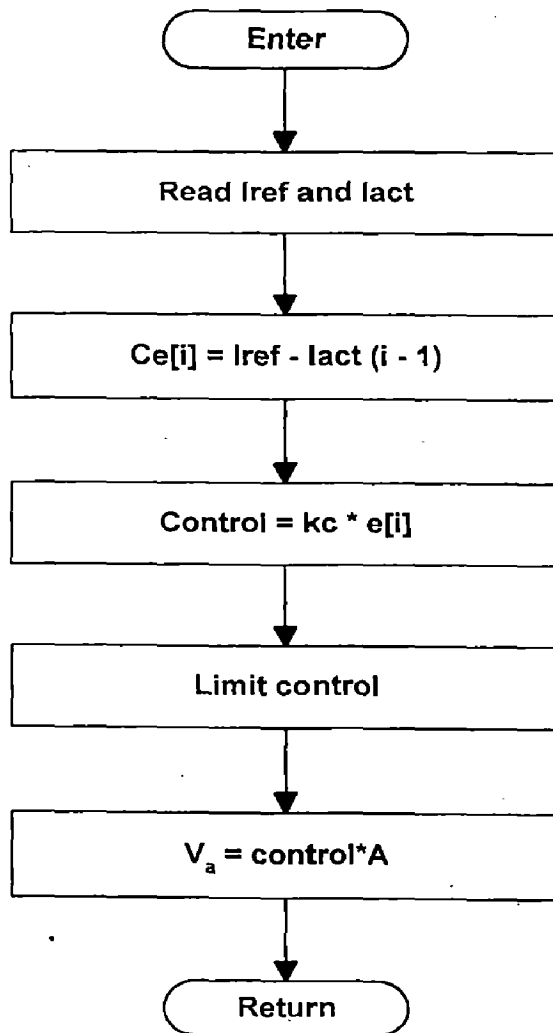 Enter
Read Iref and Iact
Ce[i] = Iref - Iact (i - 1)
Control = kc * e[i]
Limit control
Va = control*A
Return